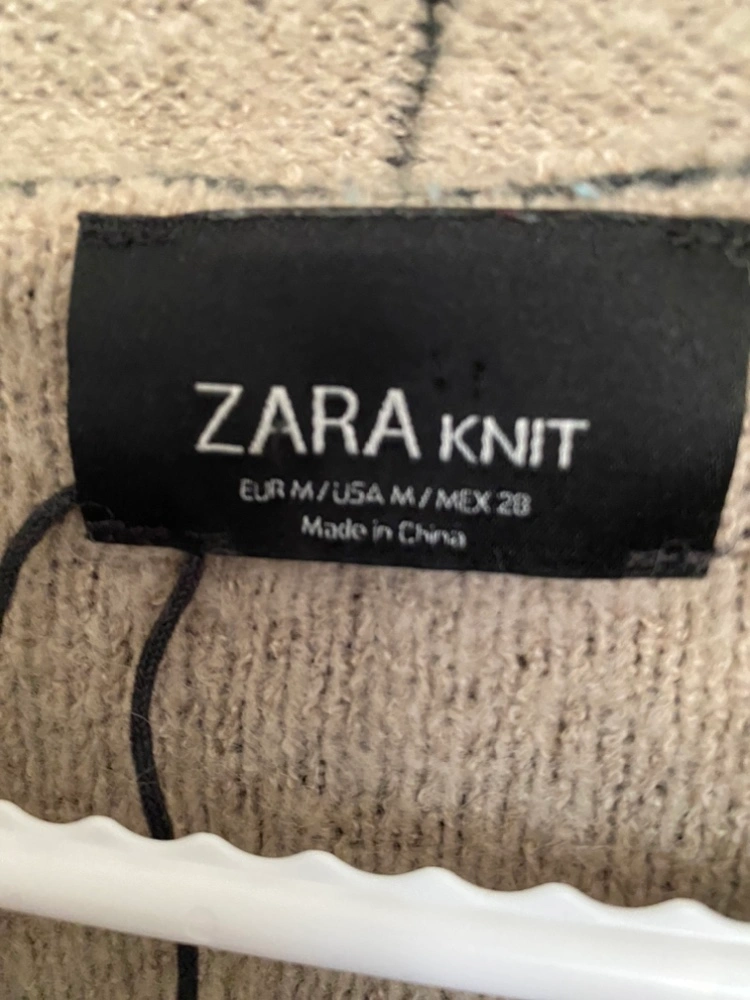 ZARA KNIT
EUR M / USA M / MEX 28
Made in China